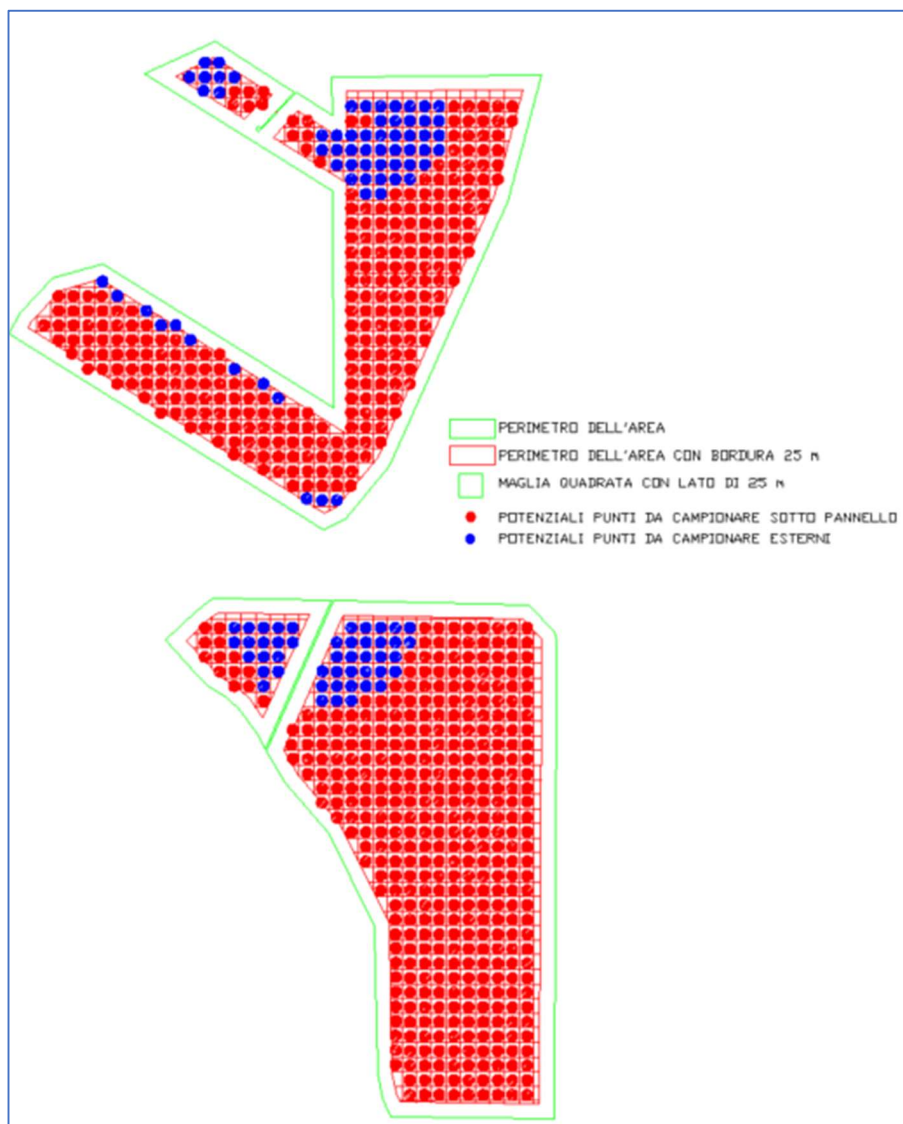 PERIMETRO DELL'AREA
PERIMETRO DELL'AREA CON BORDURA 25 m
MAGLIA QUADRATA CON LATO DI 25 m
POTENZIALI PUNTI DA CAMPIONARE SOTTO PANNELLO
POTENZIALI PUNTI DA CAMPIONARE ESTERNI